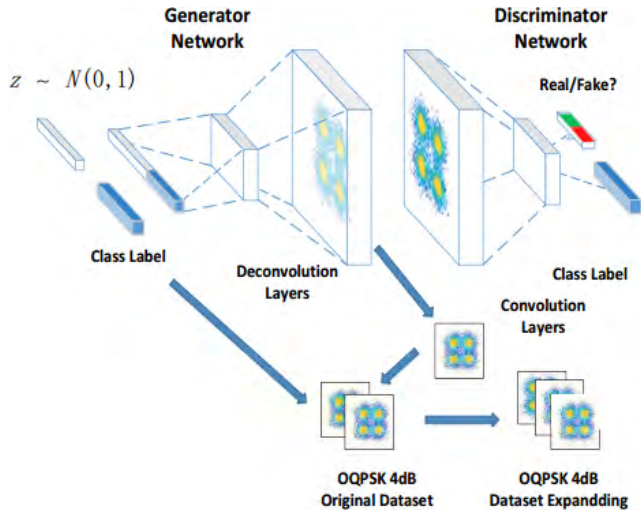 Generator
Network
Discriminator
Network
z ~ N(0, 1)
Real/Fake?
Class Label
Deconvolution
Layers
Class Label
Convolution
Layers
OQPSK 4dB
Original Dataset
OQPSK 4dB
Dataset Expandding